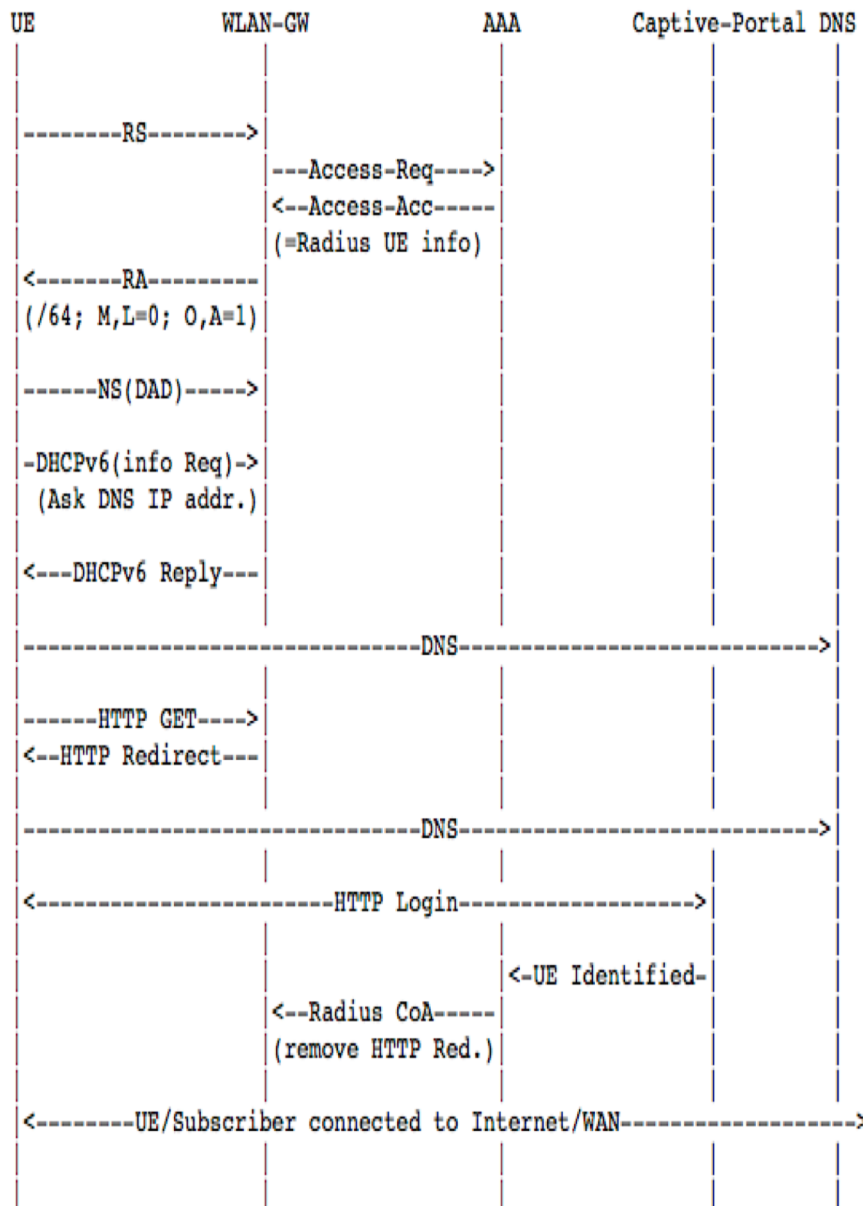 UE WLAN-GW AAA Captive-Portal DNS
|--------RS-------->|
|---Access-Req---->|
|<--Access-Acc-----|
|(=Radius UE info)|
|<-------RA---------|
|(/64; M,L=0; O,A=1)|
|------NS(DAD)----->|
|-DHCPv6(info Req)->|
|(Ask DNS IP addr.)|
|<---DHCPv6 Reply---|
|--------------------------------DNS----------------------------->|
|------HTTP GET---->|
|<--HTTP Redirect---|
|--------------------------------DNS----------------------------->|
|<------------------------HTTP Login------------------->|
|<-UE Identified-|
|<--Radius CoA-----|
|(remove HTTP Red.)|
|<--------UE/Subscriber connected to Internet/WAN------------------->